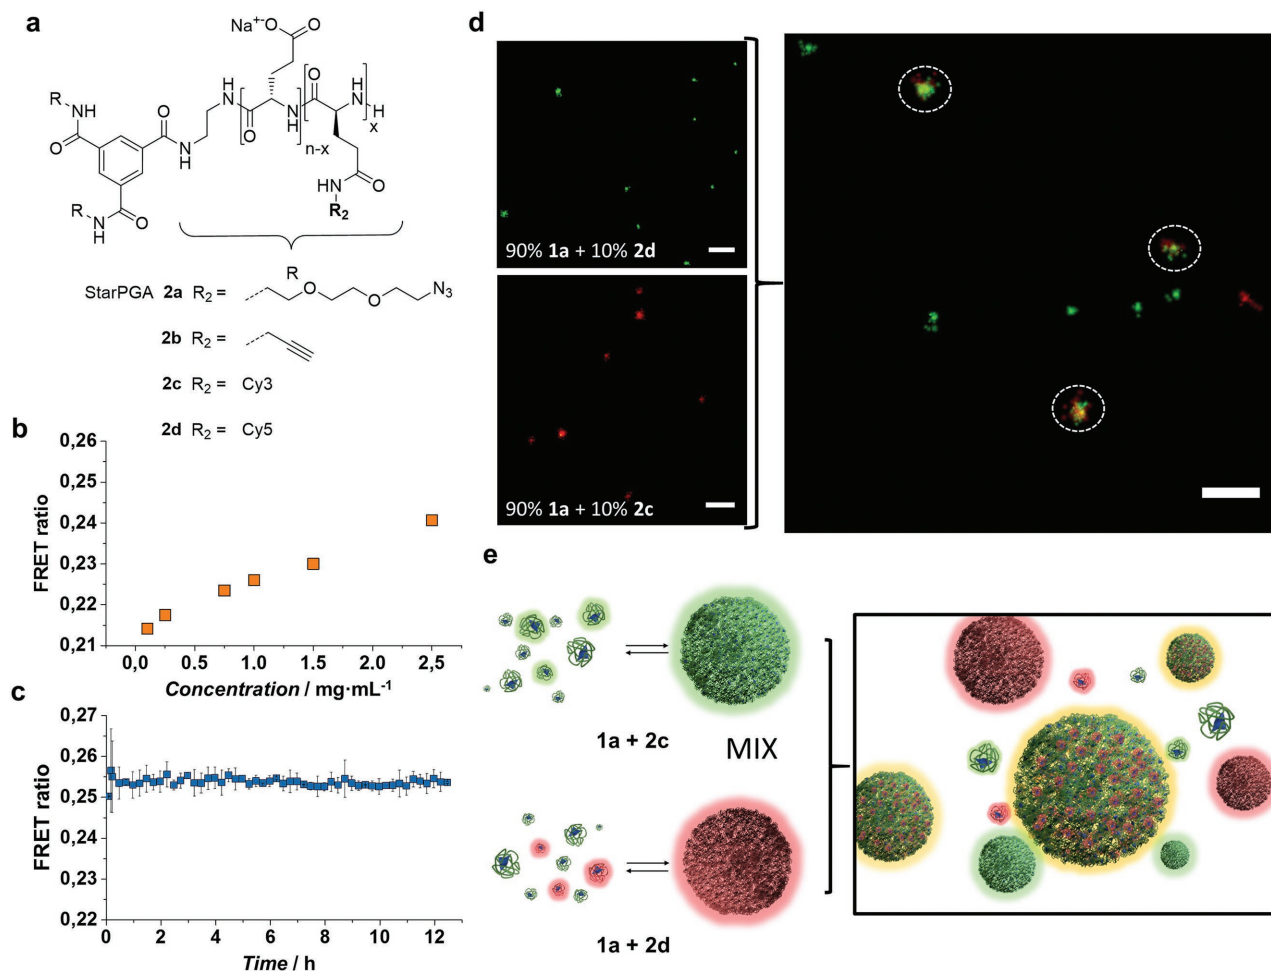 a
Na⁺⁻O
O
R
NH
O
O
N
H
O
N
H
O
N
H
H
x
n-x
O
N
H
R
N
H
O
HN
O
R₂
R
StarPGA 2a R₂ = O O N₃
2b R₂ =
2c R₂ = Cy3
2d R₂ = Cy5
b
0,26
0,25
0,24
0,23
0,22
0,21
FRET ratio
0,0 0.5 1.0 1.5 2.0 2,5
Concentration / mg·mL⁻¹
c
0,27
0,26
0,25
0,24
0,23
0,22
FRET ratio
0 2 4 6 8 10 12
Time / h
d
90% 1a + 10% 2d
90% 1a + 10% 2c
e
1a + 2c
MIX
1a + 2d